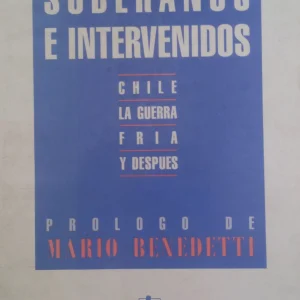 SOBERANOS
E INTERVENIDOS
CHILE
LA GUERRA
FRIA
Y DESPUES
PROLOGO DE
MARIO BENEDETTI